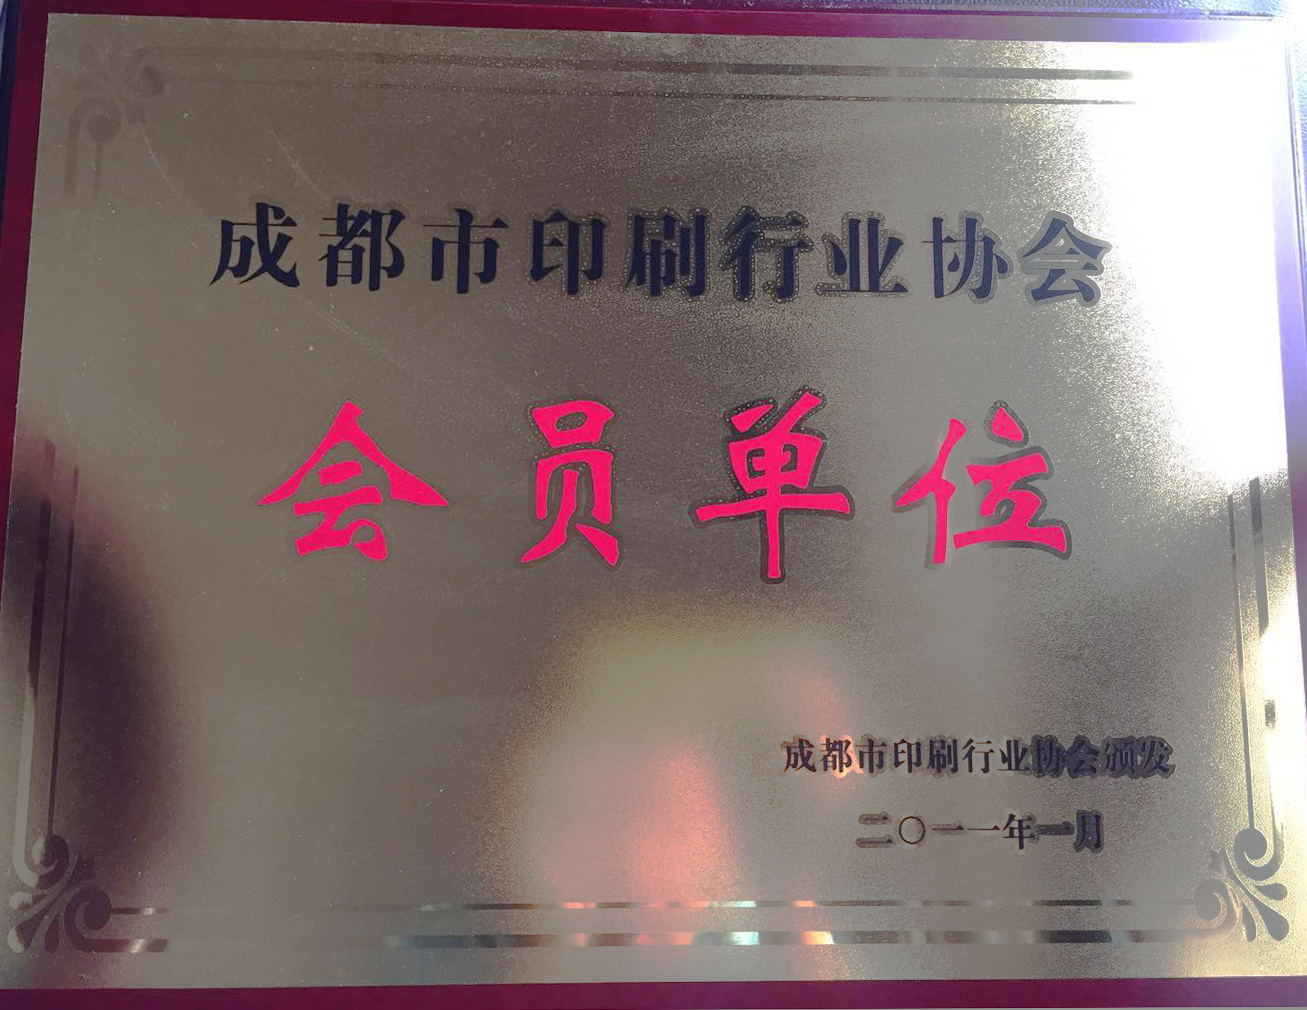 成都市印刷行业协会
会员单位
成都市印刷行业协会颁发
二〇一一年一月